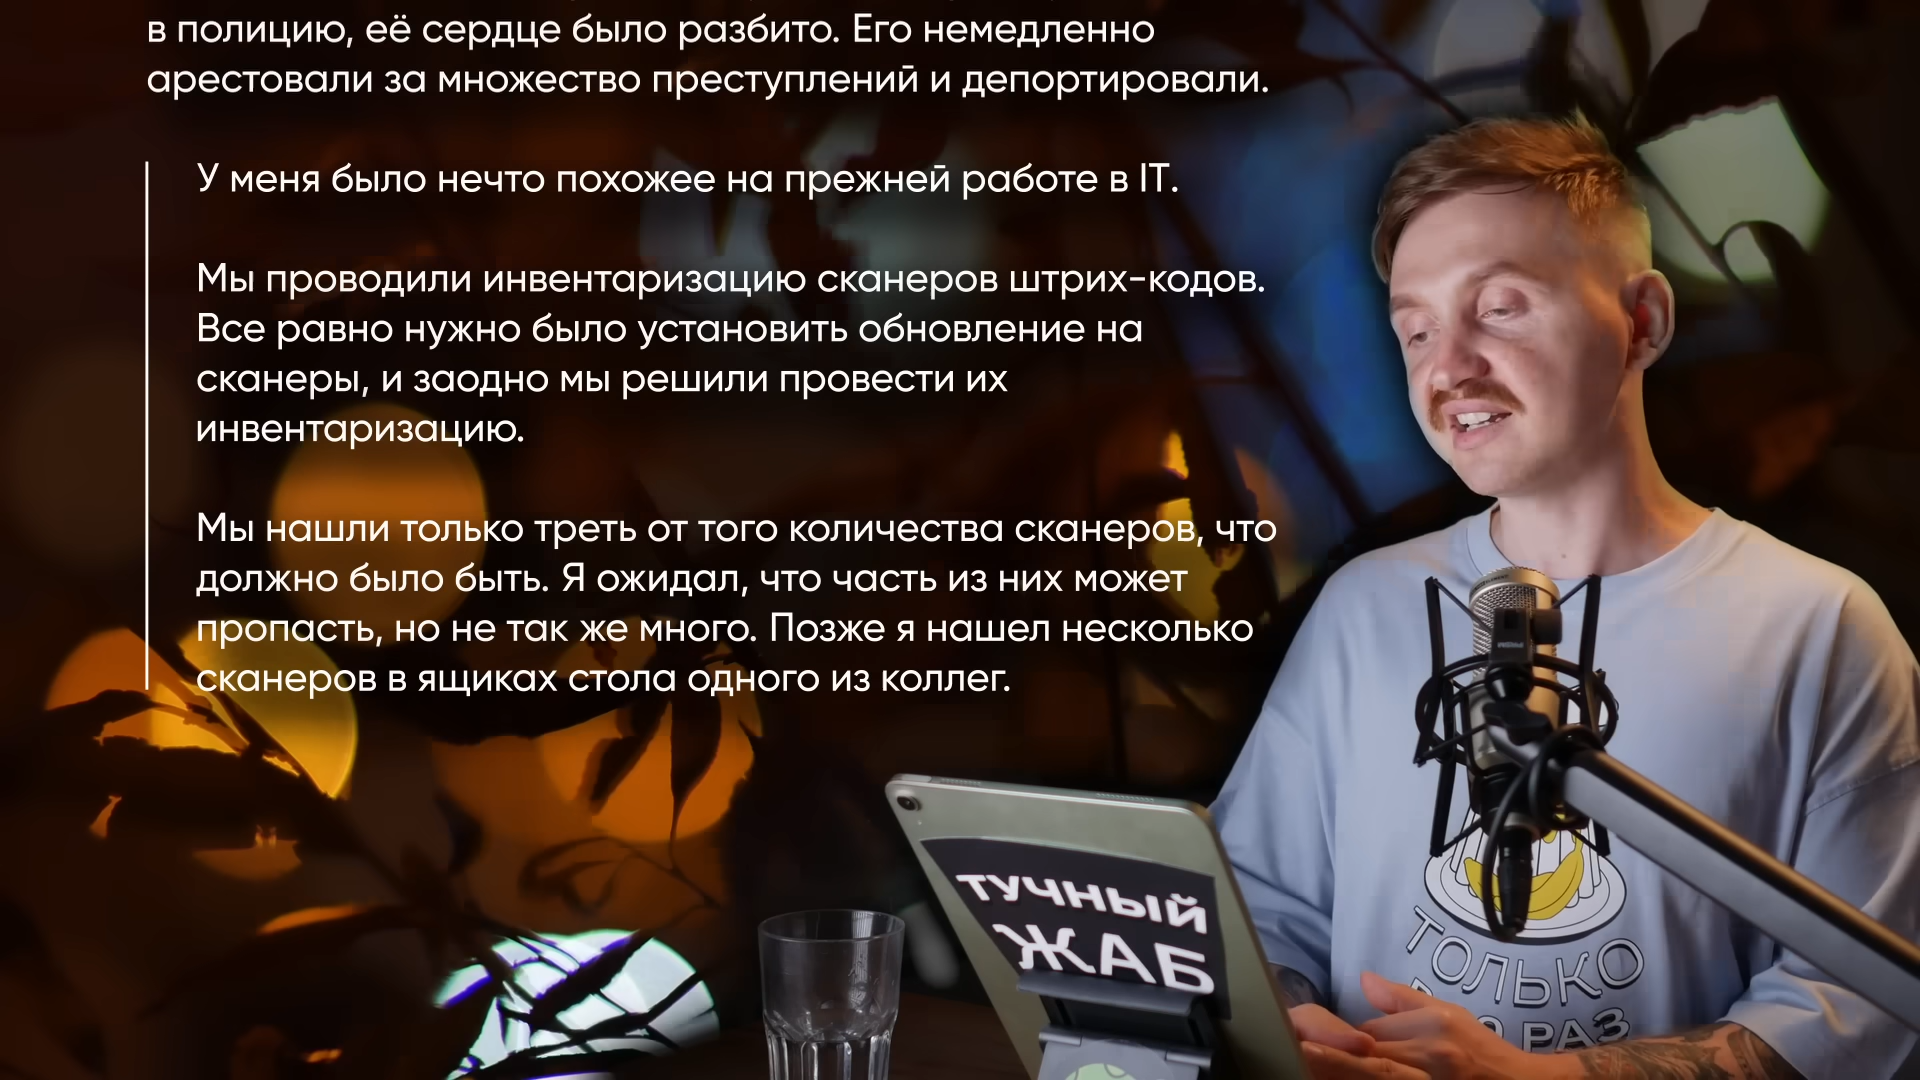 в полицию, её сердце было разбито. Его немедленно
арестовали за множество преступлений и депортировали.
У меня было нечто похожее на прежней работе в IT.
Мы проводили инвентаризацию сканеров штрих-кодов.
Все равно нужно было установить обновление на
сканеры, и заодно мы решили провести их
инвентаризацию.
Мы нашли только треть от того количества сканеров, что
должно было быть. Я ожидал, что часть из них может
пропасть, но не так же много. Позже я нашел несколько
сканеров в ящиках стола одного из коллег.
ТУЧНЫЙ
ЖАБ
ТОЛЬКО
РАЗ